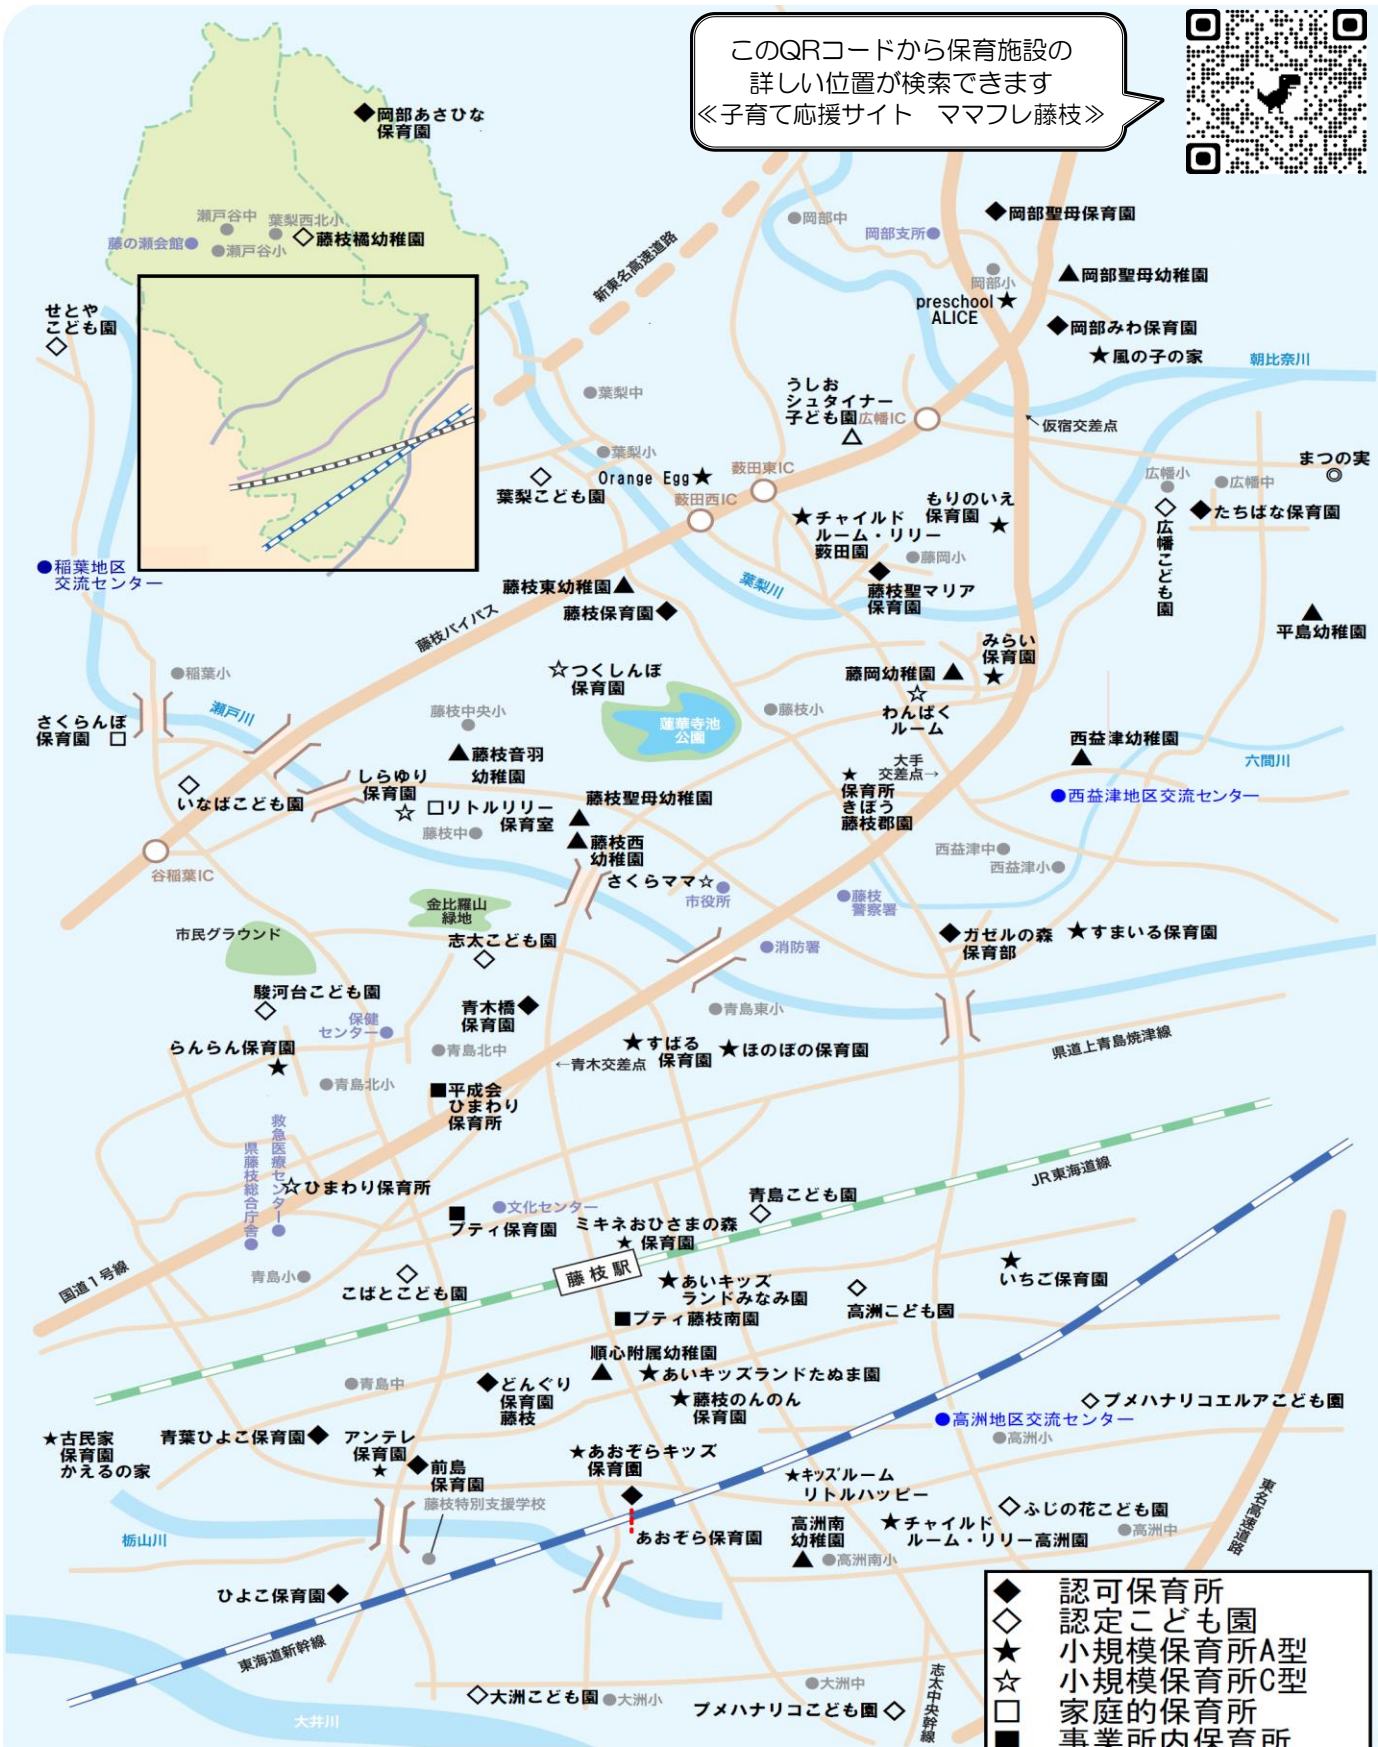 このQRコードから保育施設の
詳しい位置が検索できます
≪子育て応援サイト　ママフレ藤枝≫
◆岡部あさひな
保育園
瀬戸谷中
葉梨西北小
藤の瀬会館●
●瀬戸谷小
◇藤枝橘幼稚園
せとや
こども園
◇
新東名高速道路
●岡部中
岡部支所●
◆岡部聖母保育園
岡部小
▲岡部聖母幼稚園
preschool★
ALICE
◆岡部みわ保育園
★風の子の家
朝比奈川
●葉梨中
うしお
シュタイナー
子ども園
△
広幡IC
←仮宿交差点
●葉梨小
Orange Egg★
薮田東IC
薮田西IC
◇
葉梨こども園
まつの実
◎
広幡小
●広幡中
◇
広幡こども園
◆たちばな保育園
もりのいえ
保育園
★
★チャイルド
ルーム・リリー
薮田園
●藤岡小
◆
藤枝聖マリア
保育園
葉梨川
●稲葉地区
交流センター
藤枝東幼稚園▲
藤枝保育園◆
藤枝バイパス
▲
平島幼稚園
みらい
保育園
★
藤岡幼稚園▲
☆
わんぱく
ルーム
☆つくしんぼ
保育園
●稲葉小
瀬戸川
さくらんぼ
保育園 □
藤枝中央小
蓮華寺池
公園
●藤枝小
▲藤枝音羽
幼稚園
大手
交差点→
★
保育所
きぼう
藤枝郡園
西益津幼稚園
▲
六間川
●西益津地区交流センター
◇
いなばこども園
しらゆり
保育園
☆
□リトルリリー
保育室
藤枝中●
藤枝聖母幼稚園
▲
▲藤枝西
幼稚園
西益津中●
西益津小●
谷稲葉IC
さくらママ☆
市役所
●藤枝
警察署
金比羅山
緑地
市民グラウンド
志太こども園
◇
●消防署
◆ガゼルの森
保育部
★すまいる保育園
駿河台こども園
◇
保健
センター●
青木橋◆
保育園
●青島東小
らんらん保育園
★
●青島北中
★すばる
保育園
★ほのぼの保育園
←青木交差点
県道上青島焼津線
●青島北小
■平成会
ひまわり
保育所
救急医療センター●
県藤枝総合庁舎●
☆ひまわり保育所
JR東海道線
■
プティ保育園
●文化センター
ミキネおひさまの森
★保育園
青島こども園
◇
国道1号線
青島小●
◇
こばとこども園
藤枝駅
★あいキッズ
ランドみなみ園
◇
高洲こども園
★
いちご保育園
■プティ藤枝南園
順心附属幼稚園
▲
★あいキッズランドたぬま園
●青島中
◆どんぐり
保育園
藤枝
★藤枝のんのん
保育園
◇プメハナリコエルアこども園
●高洲地区交流センター
●高洲小
★古民家
保育園
かえるの家
青葉ひよこ保育園◆
アンテレ
保育園
★
◆前島
保育園
★あおぞらキッズ
保育園
◆
あおぞら保育園
★キッズルーム
リトルハッピー
藤枝特別支援学校
◇ふじの花こども園
●高洲中
東名高速道路
栃山川
高洲南
幼稚園
▲
●高洲南小
★チャイルド
ルーム・リリー高洲園
ひよこ保育園◆
東海道新幹線
大井川
◇大洲こども園
●大洲小
●大洲中
プメハナリコこども園◇
志太中央幹線
◆ 認可保育所
◇ 認定こども園
★ 小規模保育所A型
☆ 小規模保育所C型
□ 家庭的保育所
■ 事業所内保育所